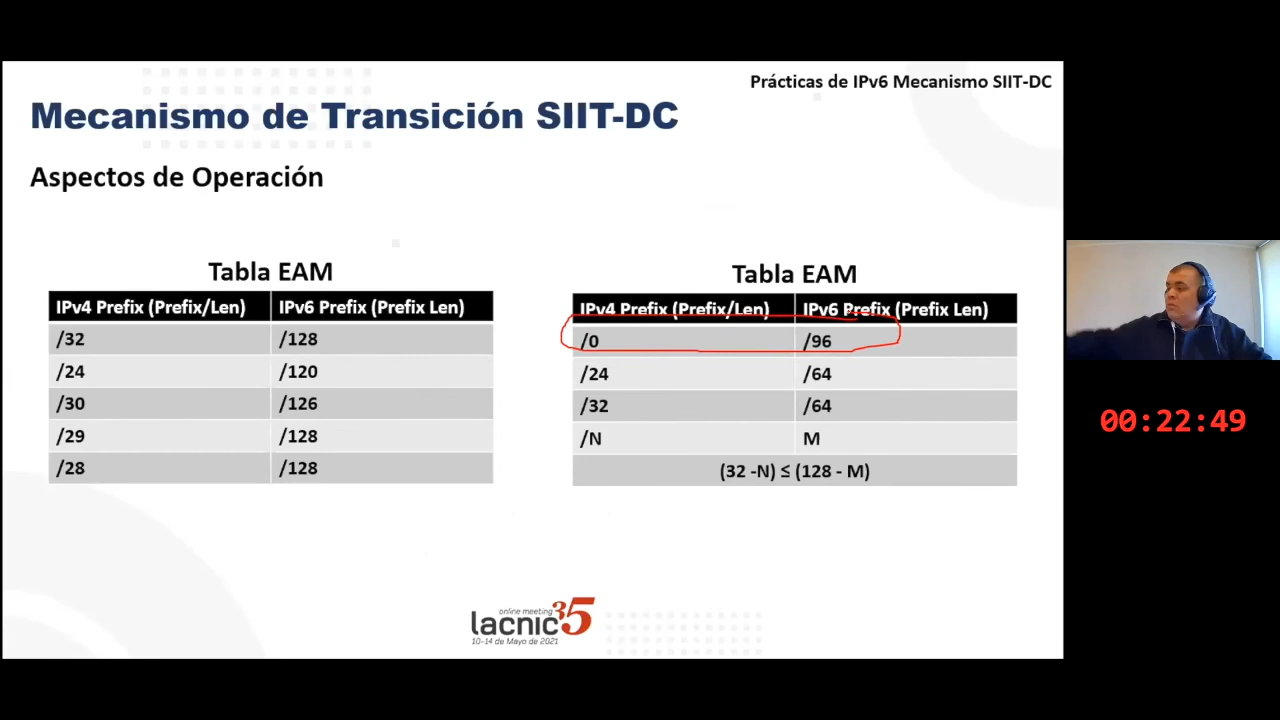 Prácticas de IPv6 Mecanismo SIIT-DC
Mecanismo de Transición SIIT-DC
Aspectos de Operación
Tabla EAM
IPv4 Prefix (Prefix/Len) IPv6 Prefix (Prefix Len)
/32 /128
/24 /120
/30 /126
/29 /128
/28 /128
Tabla EAM
IPv4 Prefix (Prefix/Len) IPv6 Prefix (Prefix Len)
/0 /96
/24 /64
/32 /64
/N M
(32 -N) ≤ (128 - M)
00:22:49
online meeting
lacnic35
10-14 de Mayo de 2021